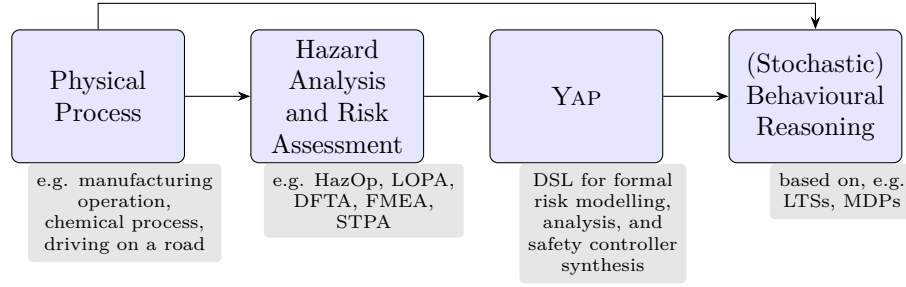 Physical
Process
Hazard
Analysis
and Risk
Assessment
YAP
(Stochastic)
Behavioural
Reasoning
e.g. manufacturing
operation,
chemical process,
driving on a road
e.g. HazOp, LOPA,
DFTA, FMEA,
STPA
DSL for formal
risk modelling,
analysis, and
safety controller
synthesis
based on, e.g.
LTSs, MDPs